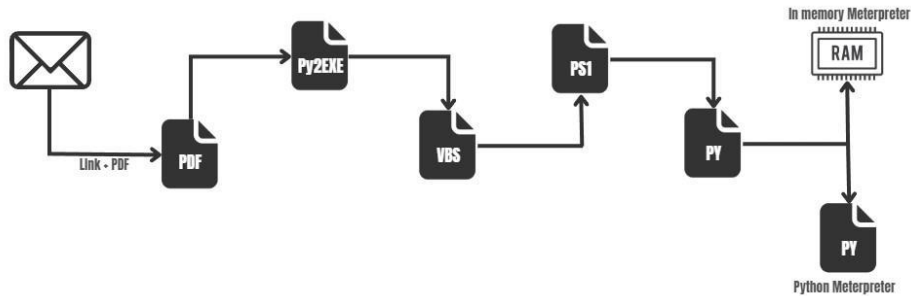 In memory Meterpreter
RAM
Py2EXE
PS1
PDF
Link + PDF
VBS
PY
PY
Python Meterpreter